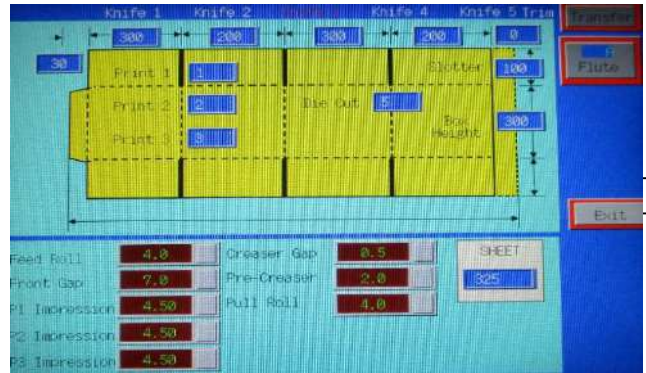 Knife 1 Knife 2 Knife 4 Knife 5 Trim
Transfer
300 200 300 200 0
30
Flute
Print 1 1 Slotter 100
Print 2 2 Die Cut 5
Box
Height
300
Print 3 3
Exit
Feed Roll 4.0 Creaser Gap 0.5 SHEET
Front Gap 7.0 Pre-Creaser 2.0 325
P1 Impression 4.50 Pull Roll 4.0
P2 Impression 4.50
P3 Impression 4.50